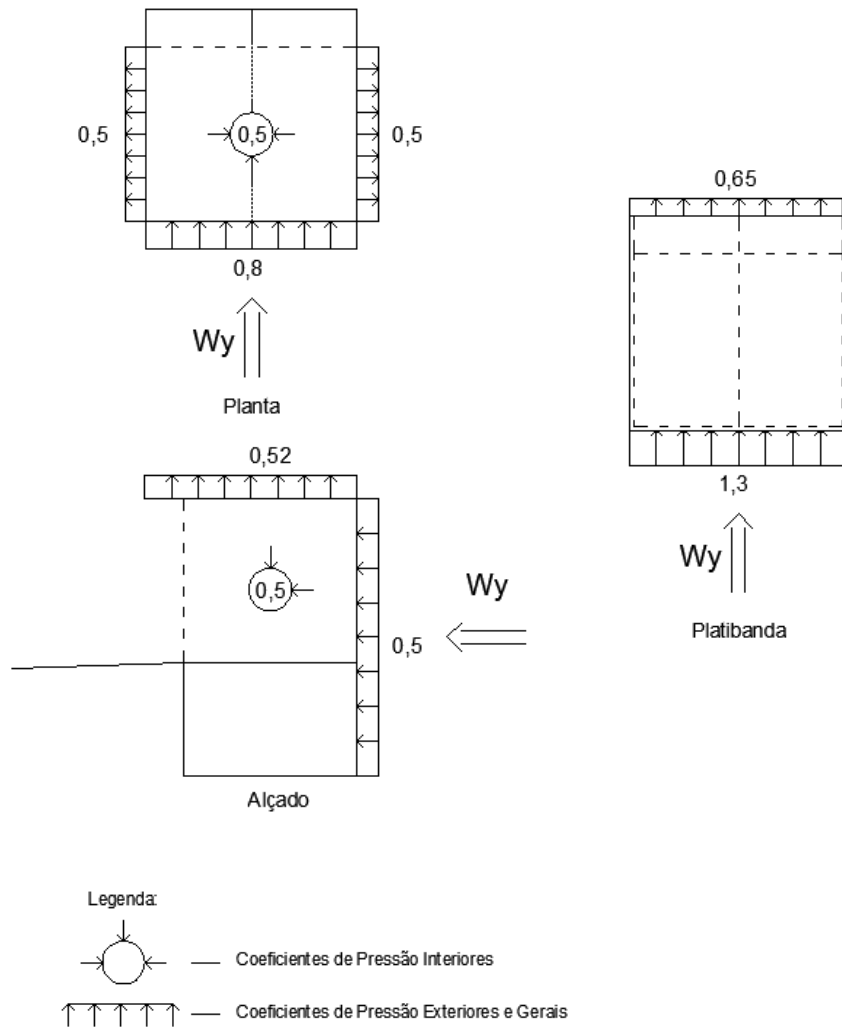 0,5
0,5
0,5
0,8
Wy
Planta
0,65
1,3
Wy
Platibanda
0,52
0,5
0,5
Wy
Alçado
Legenda:
Coeficientes de Pressão Interiores
Coeficientes de Pressão Exteriores e Gerais